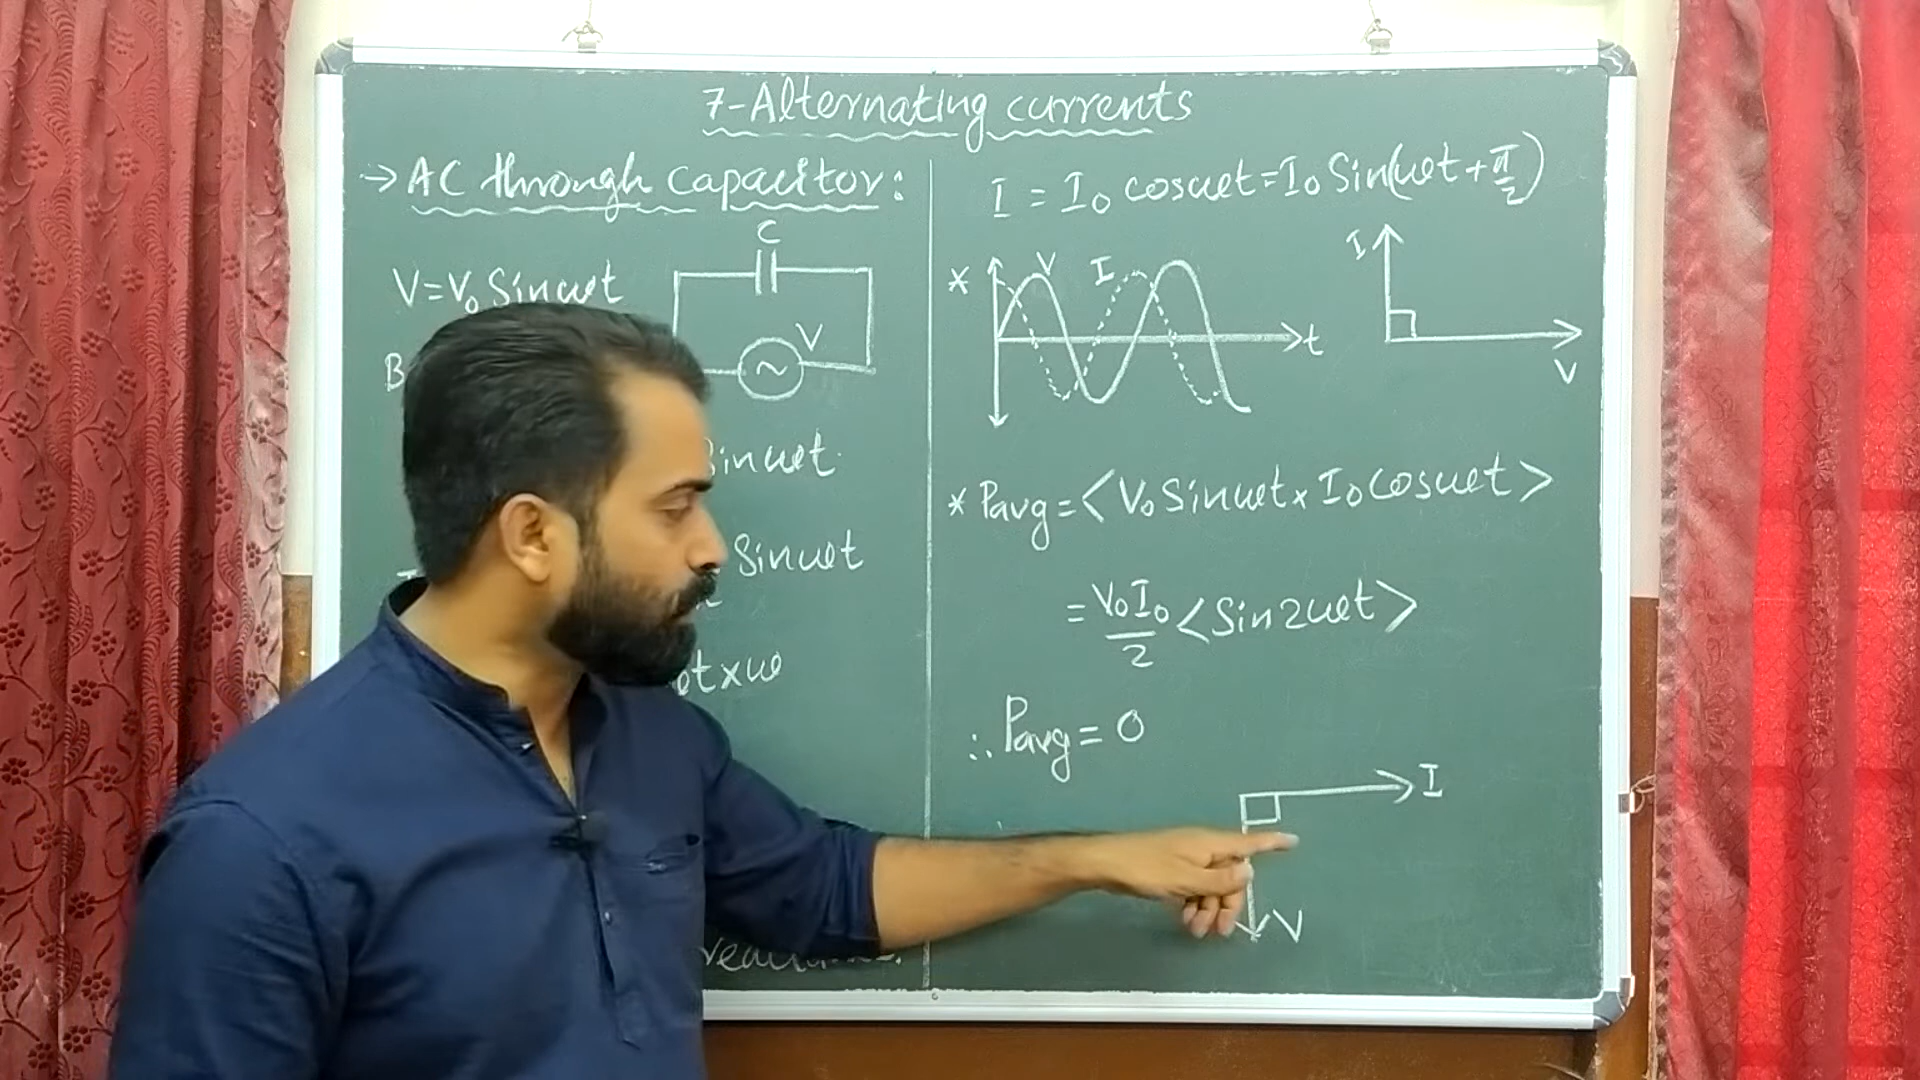 7-Alternating currents
→ AC through capacitor:
C
V=V₀ Sinωt
V
~
B
Sinωt
Sinωt
ωt×ω
I = I₀ cosωt = I₀ Sin(ωt + π/2)
* V I
t
I
V
* Pavg = <V₀ Sinωt × I₀ cosωt>
= V₀I₀/2 <Sin2ωt>
∴ Pavg = 0
I
V